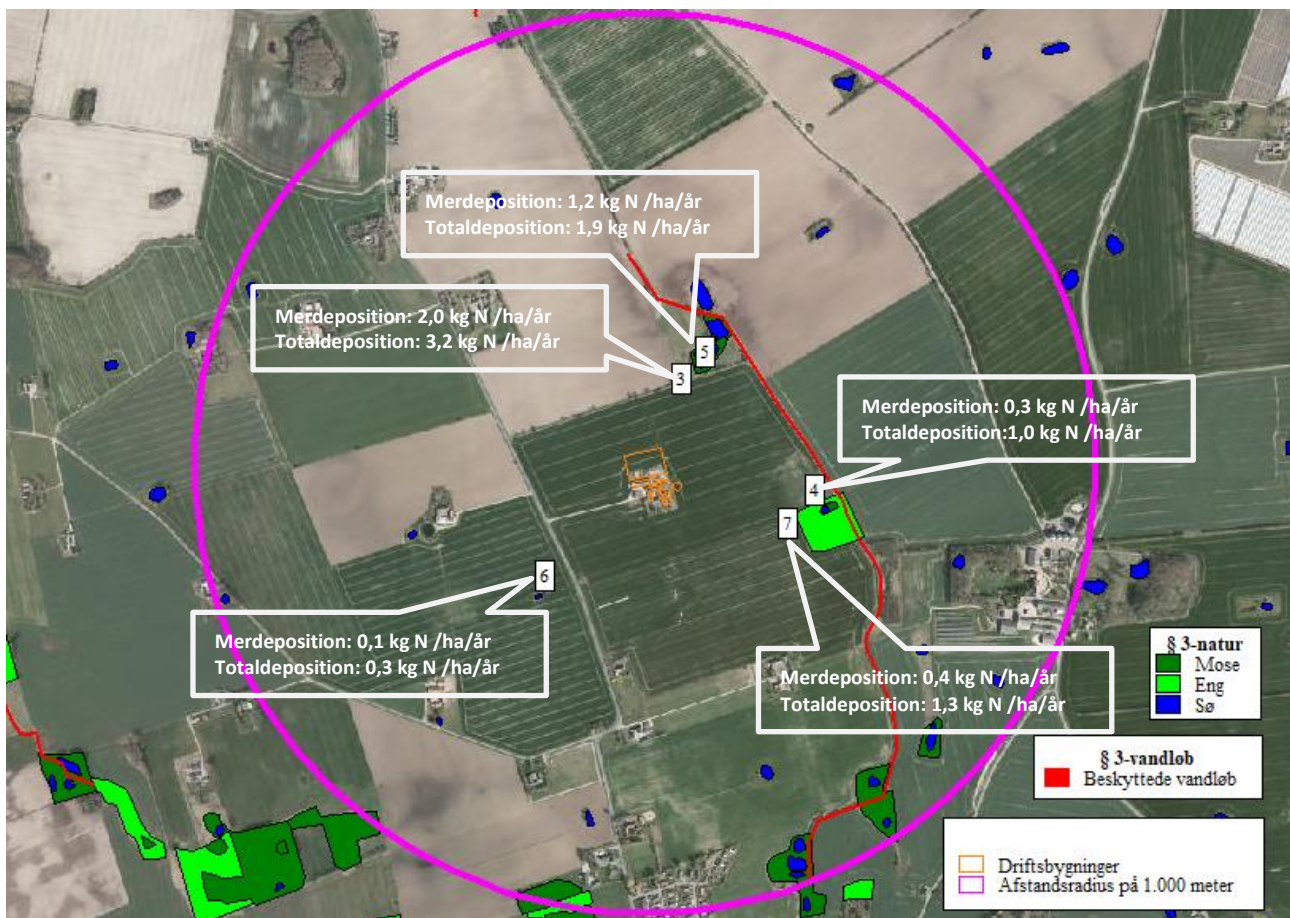 Merdeposition: 1,2 kg N /ha/år
Totaldeposition: 1,9 kg N /ha/år
Merdeposition: 2,0 kg N /ha/år
Totaldeposition: 3,2 kg N /ha/år
5
3
Merdeposition: 0,3 kg N /ha/år
Totaldeposition:1,0 kg N /ha/år
4
7
6
Merdeposition: 0,1 kg N /ha/år
Totaldeposition: 0,3 kg N /ha/år
Merdeposition: 0,4 kg N /ha/år
Totaldeposition: 1,3 kg N /ha/år
§ 3-natur
Mose
Eng
Sø
§ 3-vandløb
Beskyttede vandløb
Driftsbygninger
Afstandsradius på 1.000 meter